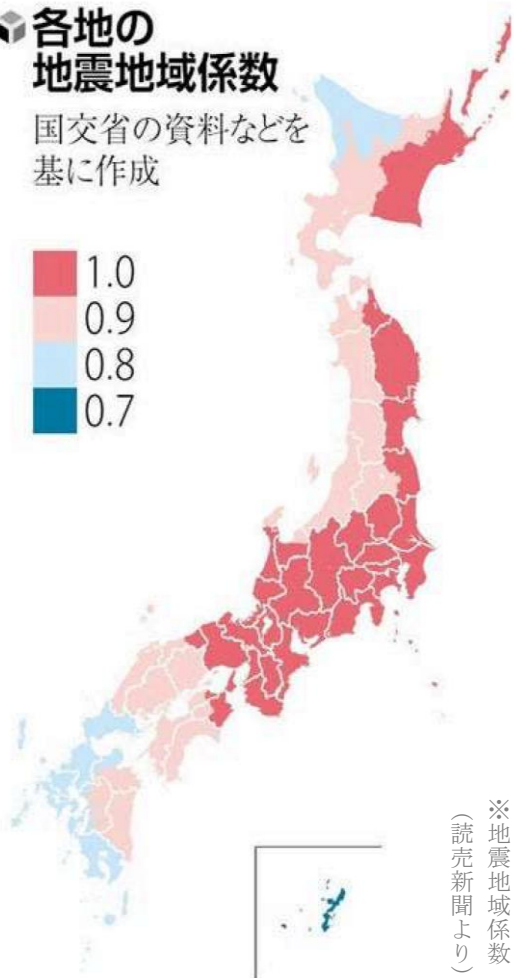 各地の
地震地域係数
国交省の資料などを
基に作成
1.0
0.9
0.8
0.7
※地震地域係数
(読売新聞より)